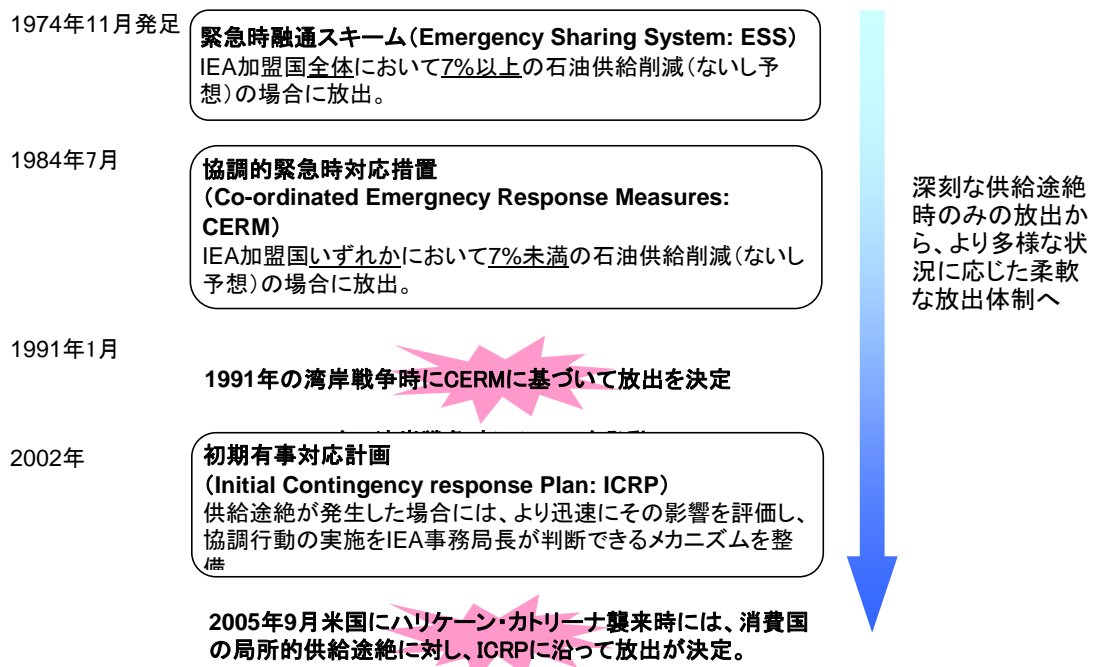 1974年11月発足
緊急時融通スキーム(Emergency Sharing System: ESS)
IEA加盟国全体において7%以上の石油供給削減(ないし予
想)の場合に放出。
1984年7月
協調的緊急時対応措置
(Co-ordinated Emergnecy Response Measures:
CERM)
IEA加盟国いずれかにおいて7%未満の石油供給削減(ないし
予想)の場合に放出。
深刻な供給途絶
時のみの放出か
ら、より多様な状
況に応じた柔軟
な放出体制へ
1991年1月
1991年の湾岸戦争時にCERMに基づいて放出を決定
2002年
初期有事対応計画
(Initial Contingency response Plan: ICRP)
供給途絶が発生した場合には、より迅速にその影響を評価し、
協調行動の実施をIEA事務局長が判断できるメカニズムを整
備
2005年9月米国にハリケーン・カトリーナ襲来時には、消費国
の局所的供給途絶に対し、ICRPに沿って放出が決定。